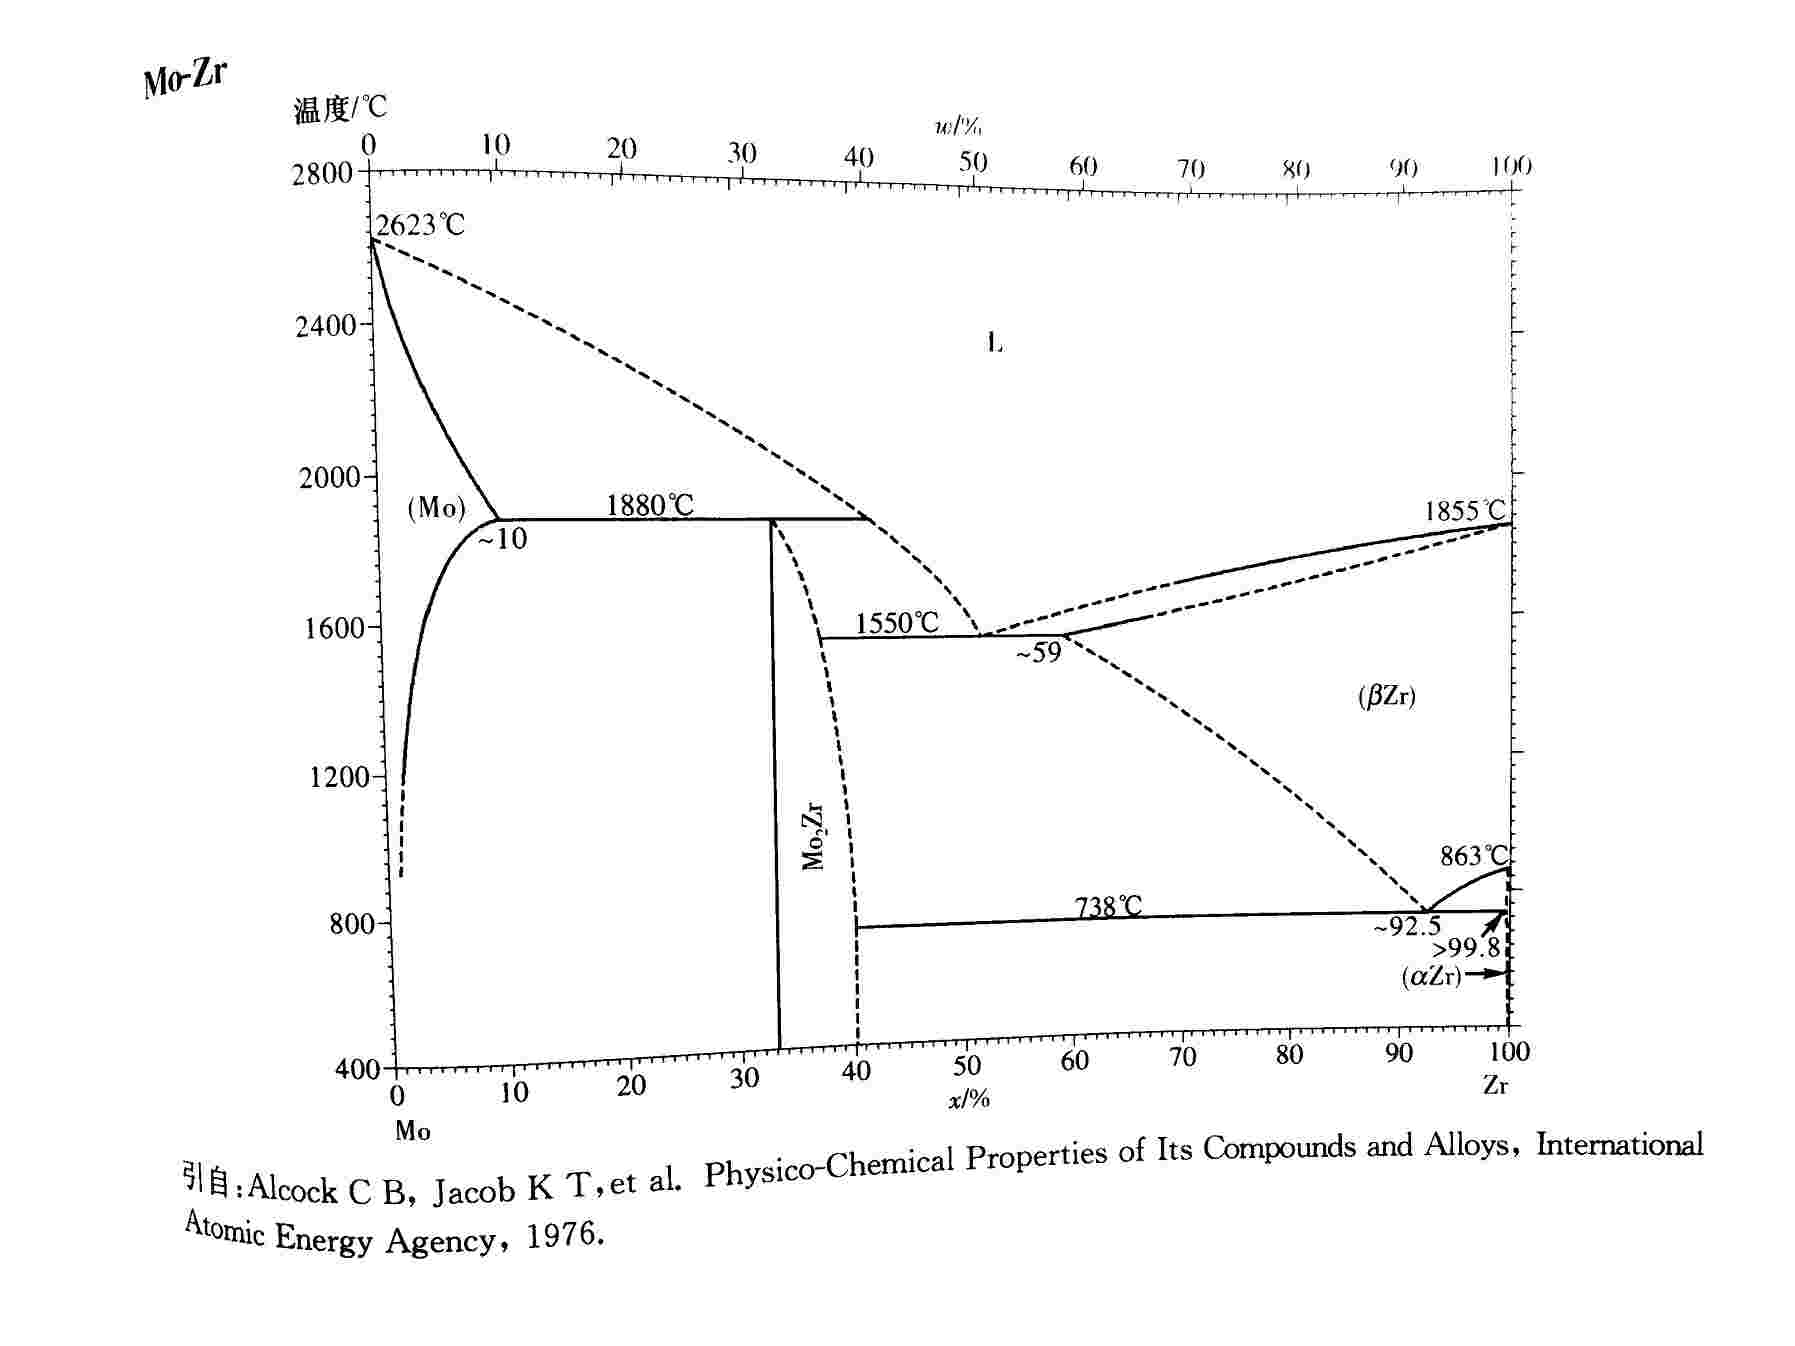 Mo-Zr
温度/℃
w/%
0 10 20 30 40 50 60 70 80 90 100
2800
2623℃
2400
L
2000
(Mo)
1880℃
1855℃
~10
1600
1550℃
~59
(βZr)
1200
Mo₂Zr
863℃
800
738℃
~92.5
>99.8
(αZr)
400
0 10 20 30 40 50 60 70 80 90 100
x/%
Mo
Zr
引自:Alcock C B, Jacob K T, et al. Physico-Chemical Properties of Its Compounds and Alloys, International
Atomic Energy Agency, 1976.